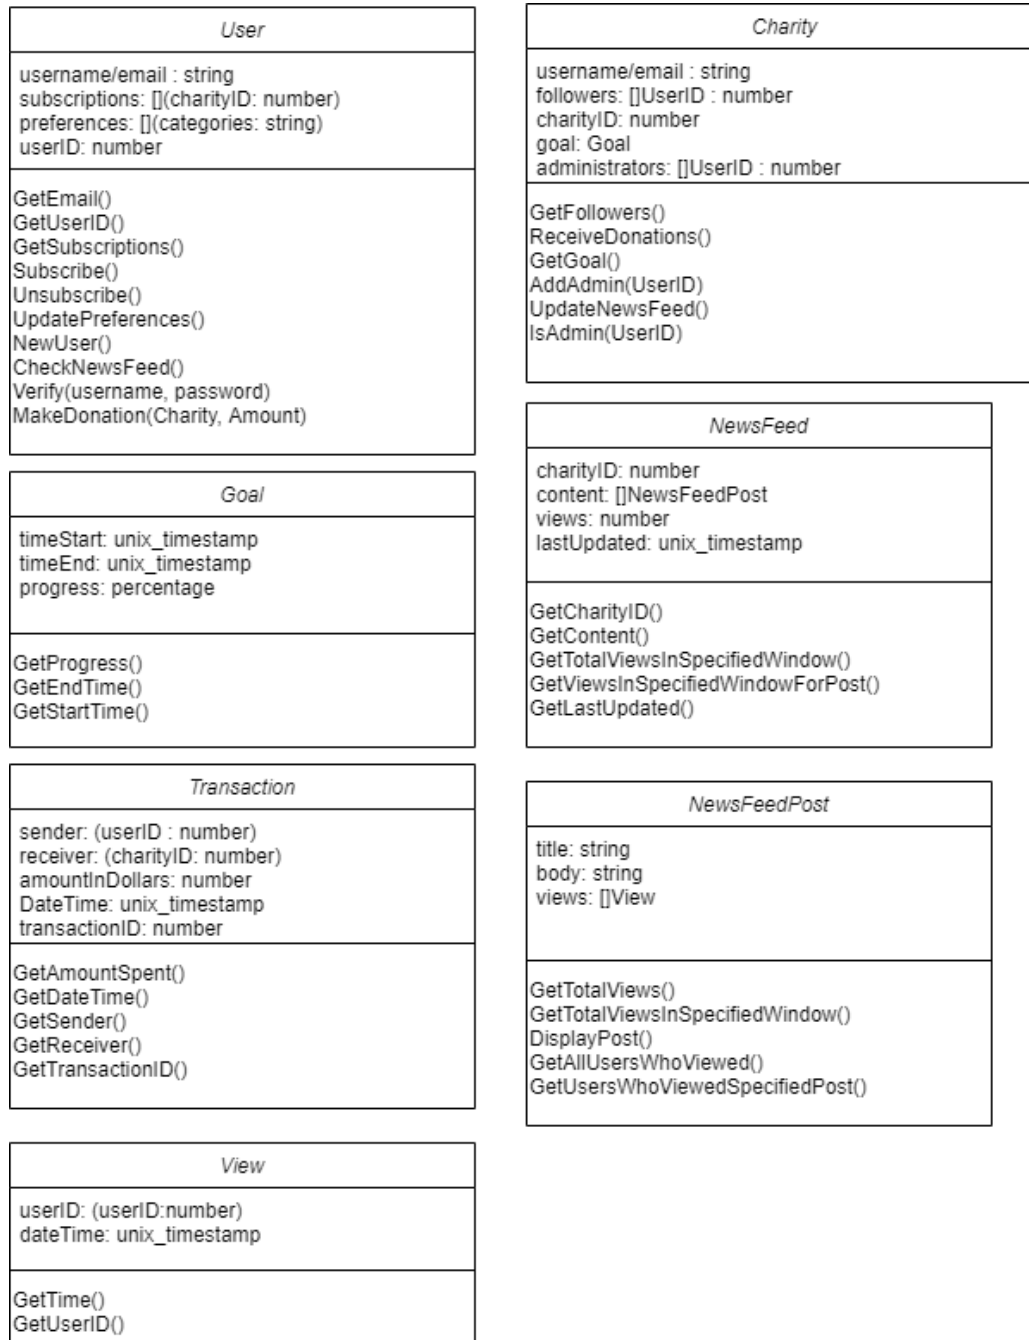 User
username/email : string
subscriptions: [](charityID: number)
preferences: [](categories: string)
userID: number
GetEmail()
GetUserID()
GetSubscriptions()
Subscribe()
Unsubscribe()
UpdatePreferences()
NewUser()
CheckNewsFeed()
Verify(username, password)
MakeDonation(Charity, Amount)
Charity
username/email : string
followers: []UserID : number
charityID: number
goal: Goal
administrators: []UserID : number
GetFollowers()
ReceiveDonations()
GetGoal()
AddAdmin(UserID)
UpdateNewsFeed()
IsAdmin(UserID)
Goal
timeStart: unix_timestamp
timeEnd: unix_timestamp
progress: percentage
GetProgress()
GetEndTime()
GetStartTime()
NewsFeed
charityID: number
content: []NewsFeedPost
views: number
lastUpdated: unix_timestamp
GetCharityID()
GetContent()
GetTotalViewsInSpecifiedWindow()
GetViewsInSpecifiedWindowForPost()
GetLastUpdated()
Transaction
sender: (userID : number)
receiver: (charityID: number)
amountInDollars: number
DateTime: unix_timestamp
transactionID: number
GetAmountSpent()
GetDateTime()
GetSender()
GetReceiver()
GetTransactionID()
NewsFeedPost
title: string
body: string
views: []View
GetTotalViews()
GetTotalViewsInSpecifiedWindow()
DisplayPost()
GetAllUsersWhoViewed()
GetUsersWhoViewedSpecifiedPost()
View
userID: (userID:number)
dateTime: unix_timestamp
GetTime()
GetUserID()